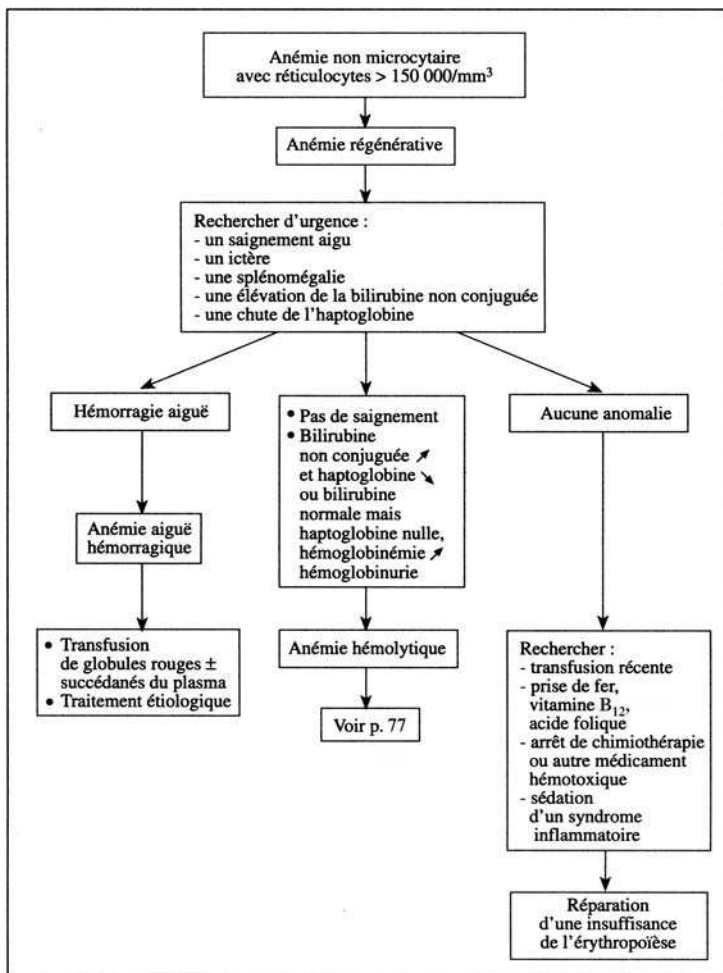 Anémie non microcytaire
avec réticulocytes > 150 000/mm³
Anémie régénérative
Rechercher d'urgence :
- un saignement aigu
- un ictère
- une splénomégalie
- une élévation de la bilirubine non conjuguée
- une chute de l'haptoglobine
Hémorragie aiguë
Anémie aiguë
hémorragique
• Transfusion
de globules rouges ±
succédanés du plasma
• Traitement étiologique
• Pas de saignement
• Bilirubine
non conjuguée ↗
et haptoglobine ↘
ou bilirubine
normale mais
haptoglobine nulle,
hémoglobinémie ↗
hémoglobinurie
Anémie hémolytique
Voir p. 77
Aucune anomalie
Rechercher :
- transfusion récente
- prise de fer,
vitamine B₁₂,
acide folique
- arrêt de chimiothérapie
ou autre médicament
hémotoxique
- sédation
d'un syndrome
inflammatoire
Réparation
d'une insuffisance
de l'érythropoïèse